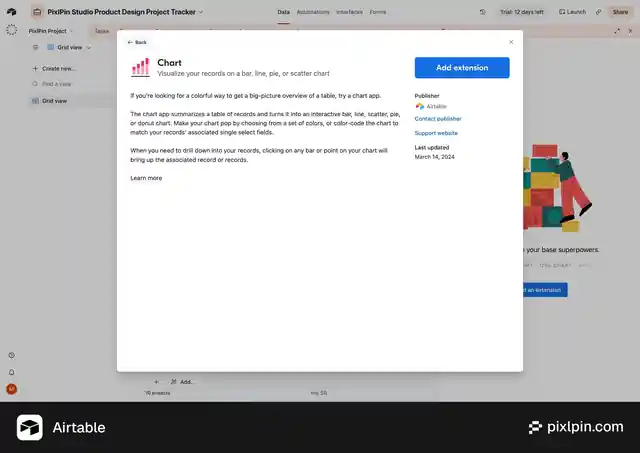 PixlPin Studio Product Design Project Tracker
Data
Automations
Interfaces
Forms
Trial: 12 days left
Launch
Share
PixlPin Project
Grid view
Create new...
Find a view
Grid view
Back
Chart
Visualize your records on a bar, line, pie, or scatter chart
Add extension
If you're looking for a colorful way to get a big-picture overview of a table, try a chart app.
The chart app summarizes a table of records and turns it into an interactive bar, line, scatter, pie,
or donut chart. Make your chart pop by choosing from a set of colors, or color-code the chart to
match your records' associated single select fields.
When you need to drill down into your records, clicking on any bar or point on your chart will
bring up the associated record or records.
Learn more
Publisher
Airtable
Contact publisher
Support website
Last updated
March 14, 2024
your base superpowers.
an extension
Add...
Airtable
pixlpin.com